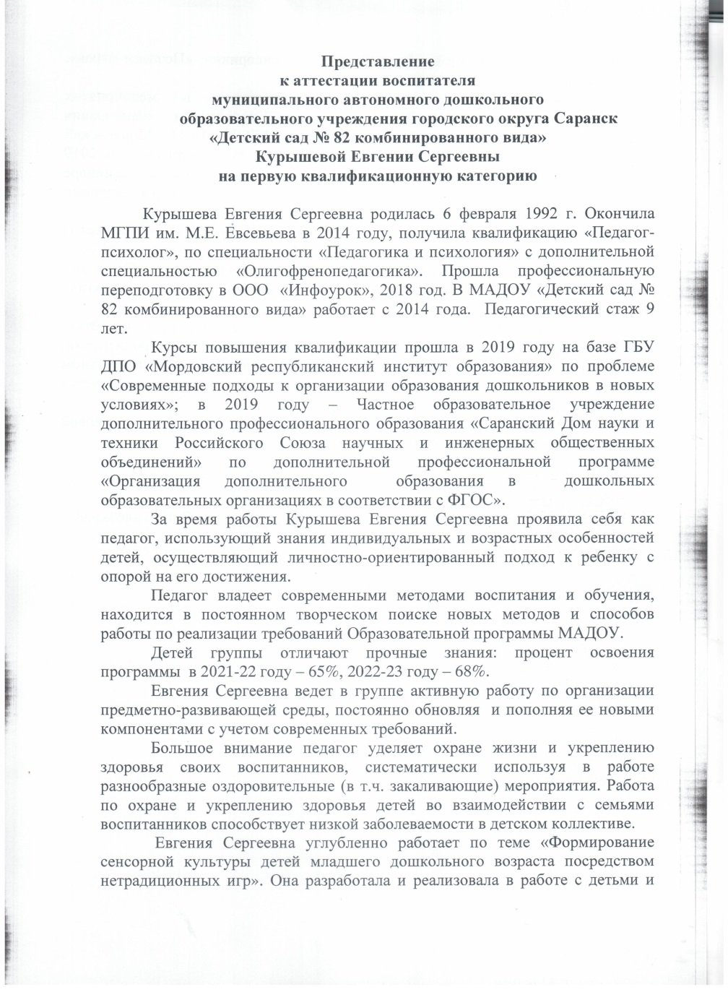 Представление
к аттестации воспитателя
муниципального автономного дошкольного
образовательного учреждения городского округа Саранск
«Детский сад № 82 комбинированного вида»
Курышевой Евгении Сергеевны
на первую квалификационную категорию
Курышева Евгения Сергеевна родилась 6 февраля 1992 г. Окончила
МГПИ им. М.Е. Евсевьева в 2014 году, получила квалификацию «Педагог-
психолог», по специальности «Педагогика и психология» с дополнительной
специальностью «Олигофренопедагогика». Прошла профессиональную
переподготовку в ООО «Инфоурок», 2018 год. В МАДОУ «Детский сад №
82 комбинированного вида» работает с 2014 года. Педагогический стаж 9
лет.
Курсы повышения квалификации прошла в 2019 году на базе ГБУ
ДПО «Мордовский республиканский институт образования» по проблеме
«Современные подходы к организации образования дошкольников в новых
условиях»; в 2019 году – Частное образовательное учреждение
дополнительного профессионального образования «Саранский Дом науки и
техники Российского Союза научных и инженерных общественных
объединений» по дополнительной профессиональной программе
«Организация дополнительного образования в дошкольных
образовательных организациях в соответствии с ФГОС».
За время работы Курышева Евгения Сергеевна проявила себя как
педагог, использующий знания индивидуальных и возрастных особенностей
детей, осуществляющий личностно-ориентированный подход к ребенку с
опорой на его достижения.
Педагог владеет современными методами воспитания и обучения,
находится в постоянном творческом поиске новых методов и способов
работы по реализации требований Образовательной программы МАДОУ.
Детей группы отличают прочные знания: процент освоения
программы в 2021-22 году – 65%, 2022-23 году – 68%.
Евгения Сергеевна ведет в группе активную работу по организации
предметно-развивающей среды, постоянно обновляя и пополняя ее новыми
компонентами с учетом современных требований.
Большое внимание педагог уделяет охране жизни и укреплению
здоровья своих воспитанников, систематически используя в работе
разнообразные оздоровительные (в т.ч. закаливающие) мероприятия. Работа
по охране и укреплению здоровья детей во взаимодействии с семьями
воспитанников способствует низкой заболеваемости в детском коллективе.
Евгения Сергеевна углубленно работает по теме «Формирование
сенсорной культуры детей младшего дошкольного возраста посредством
нетрадиционных игр». Она разработала и реализовала в работе с детьми и